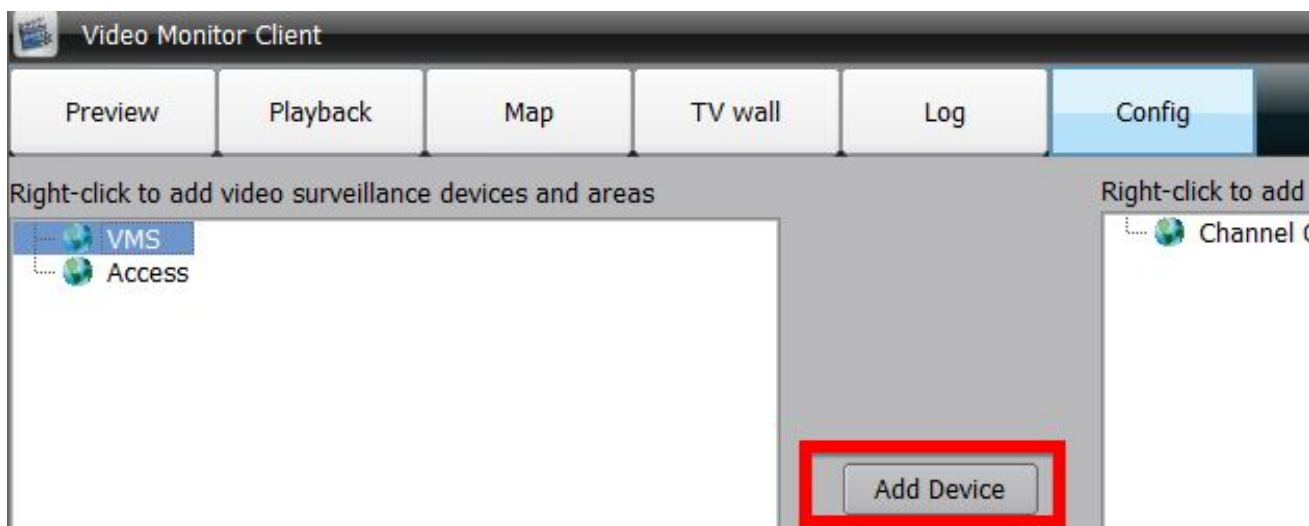 Video Monitor Client
Preview Playback Map TV wall Log Config
Right-click to add video surveillance devices and areas
Right-click to add
VMS
Channel
Access
Add Device